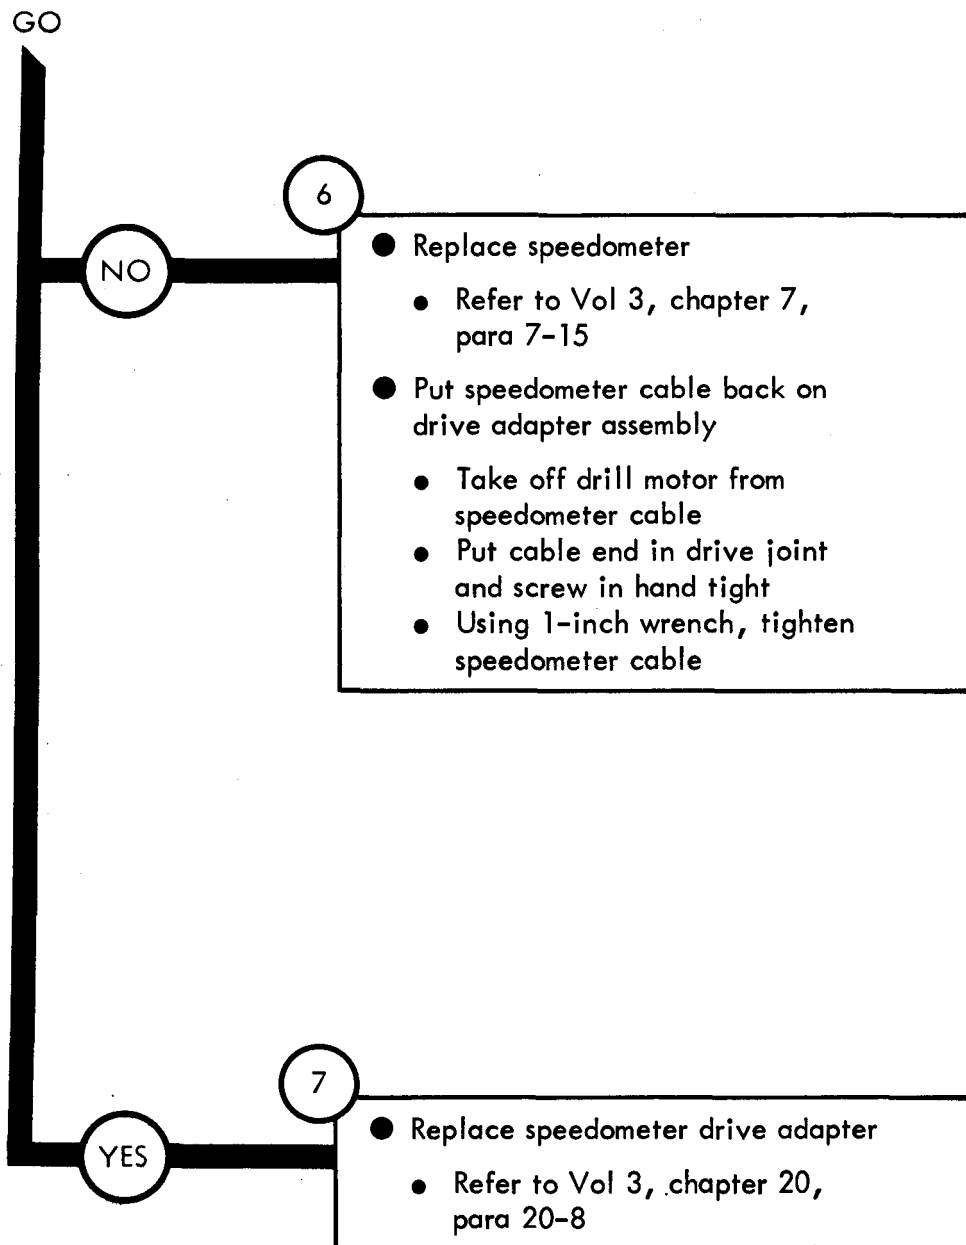 GO
6
NO
● Replace speedometer
● Refer to Vol 3, chapter 7,
para 7-15
● Put speedometer cable back on
drive adapter assembly
● Take off drill motor from
speedometer cable
● Put cable end in drive joint
and screw in hand tight
● Using 1-inch wrench, tighten
speedometer cable
7
YES
● Replace speedometer drive adapter
● Refer to Vol 3, chapter 20,
para 20-8